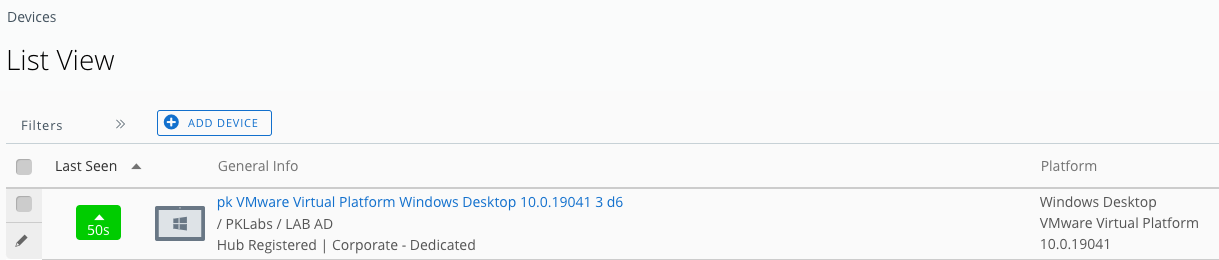 Devices
List View
Filters
ADD DEVICE
Last Seen General Info Platform
50s
pk VMware Virtual Platform Windows Desktop 10.0.19041 3 d6
/ PKLabs / LAB AD
Hub Registered | Corporate - Dedicated
Windows Desktop
VMware Virtual Platform
10.0.19041